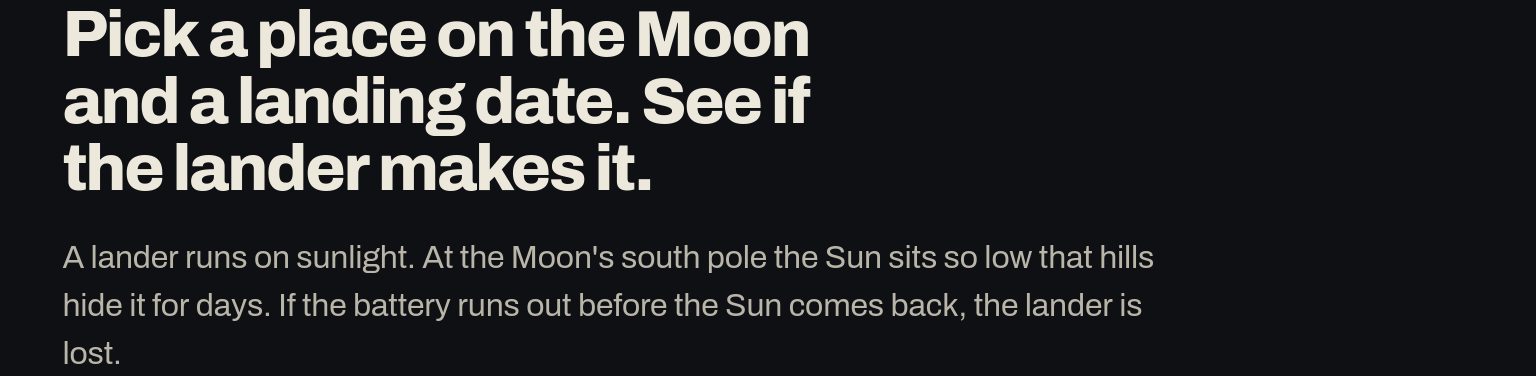 Pick a place on the Moon
and a landing date. See if
the lander makes it.
A lander runs on sunlight. At the Moon's south pole the Sun sits so low that hills
hide it for days. If the battery runs out before the Sun comes back, the lander is
lost.